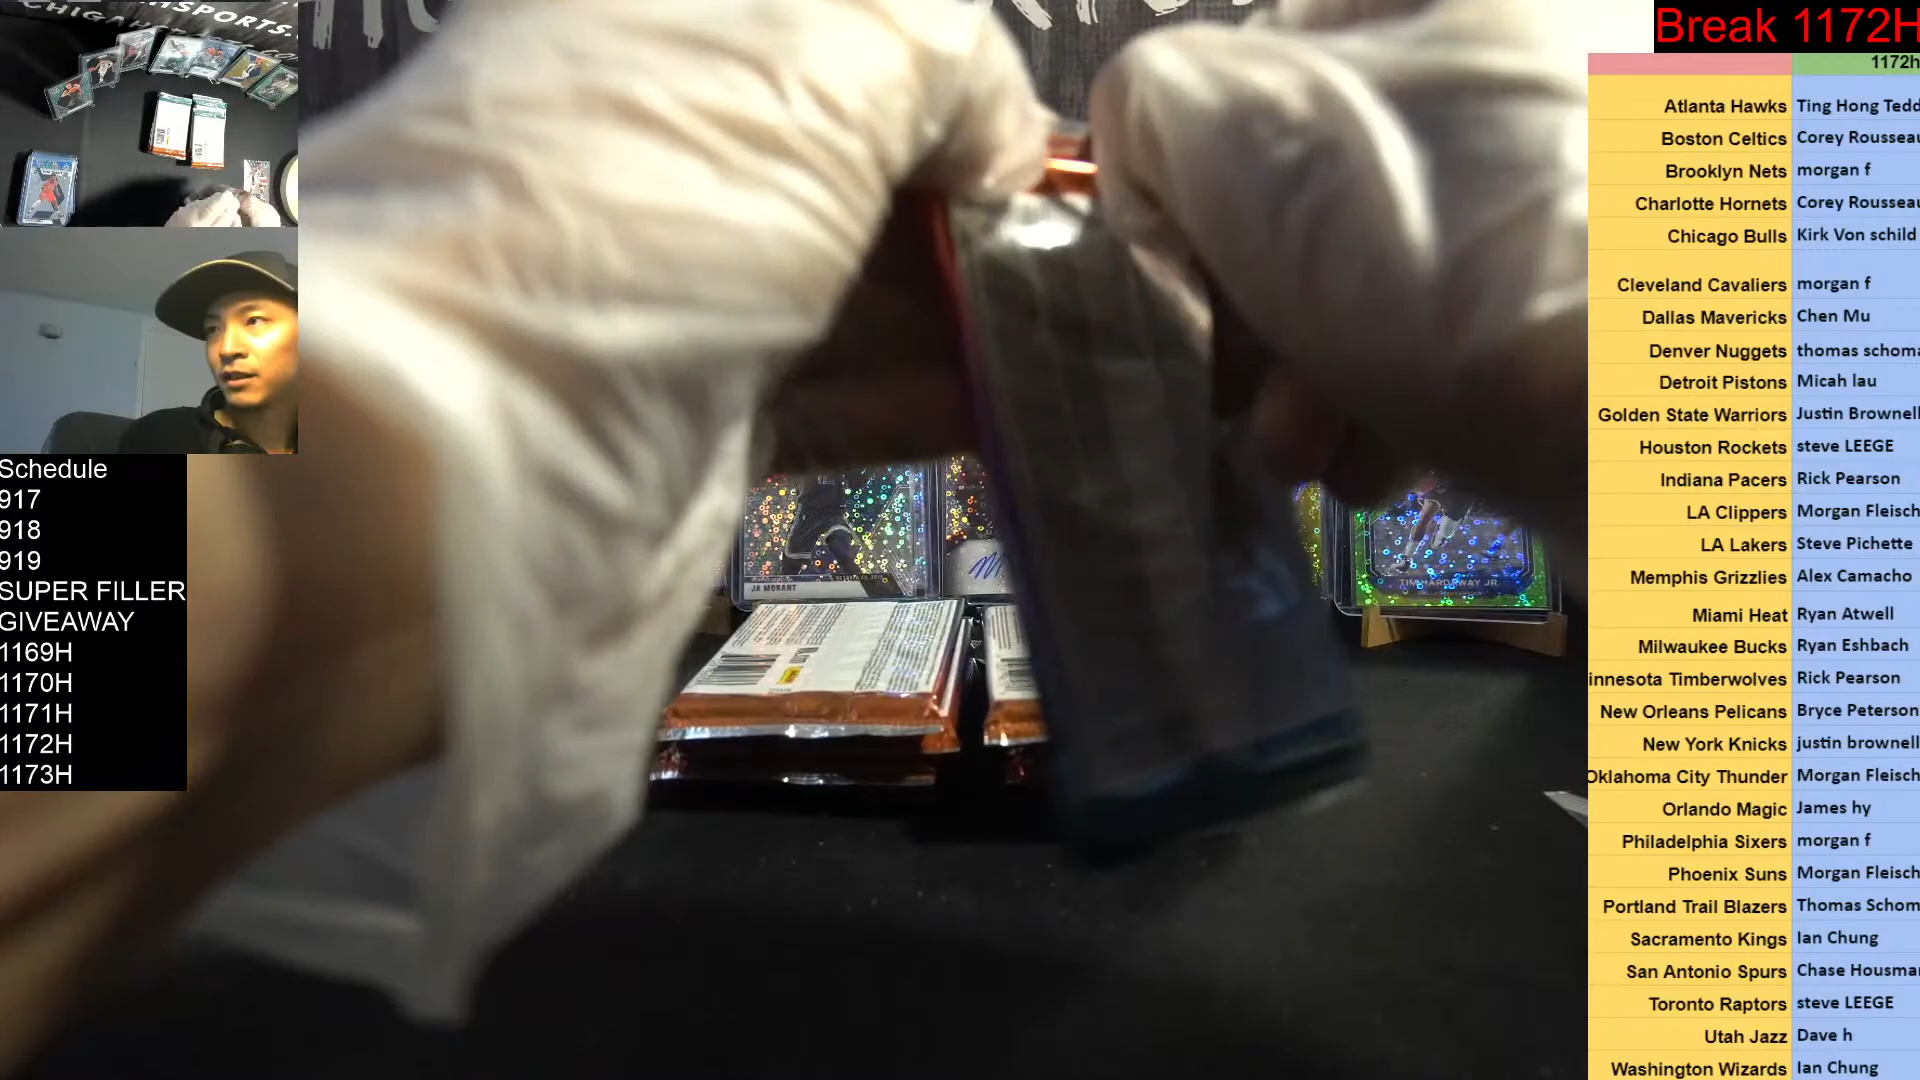 CHIGAHSPORTS.CO
Schedule
917
918
919
SUPER FILLER
GIVEAWAY
1169H
1170H
1171H
1172H
1173H
JA MORANT
TIM HARDAWAY JR.
Break 1172H
1172h
Atlanta Hawks Ting Hong Tedd
Boston Celtics Corey Rousseau
Brooklyn Nets morgan f
Charlotte Hornets Corey Rousseau
Chicago Bulls Kirk Von schild
Cleveland Cavaliers morgan f
Dallas Mavericks Chen Mu
Denver Nuggets thomas schoma
Detroit Pistons Micah lau
Golden State Warriors Justin Brownell
Houston Rockets steve LEEGE
Indiana Pacers Rick Pearson
LA Clippers Morgan Fleisch
LA Lakers Steve Pichette
Memphis Grizzlies Alex Camacho
Miami Heat Ryan Atwell
Milwaukee Bucks Ryan Eshbach
innesota Timberwolves Rick Pearson
New Orleans Pelicans Bryce Peterson
New York Knicks justin brownell
Oklahoma City Thunder Morgan Fleisch
Orlando Magic James hy
Philadelphia Sixers morgan f
Phoenix Suns Morgan Fleisch
Portland Trail Blazers Thomas Schom
Sacramento Kings Ian Chung
San Antonio Spurs Chase Housman
Toronto Raptors steve LEEGE
Utah Jazz Dave h
Washington Wizards Ian Chung